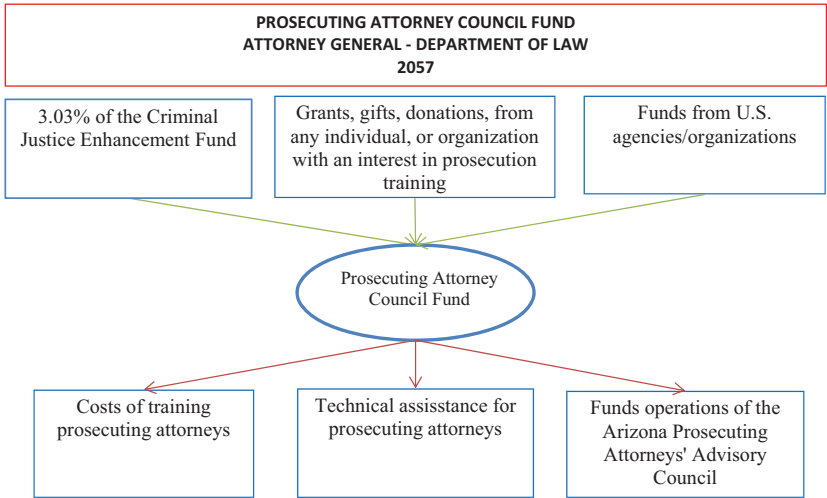 PROSECUTING ATTORNEY COUNCIL FUND
ATTORNEY GENERAL - DEPARTMENT OF LAW
2057
3.03% of the Criminal
Justice Enhancement Fund
Grants, gifts, donations, from
any individual, or organization
with an interest in prosecution
training
Funds from U.S.
agencies/organizations
Prosecuting Attorney
Council Fund
Costs of training
prosecuting attorneys
Technical assisstance for
prosecuting attorneys
Funds operations of the
Arizona Prosecuting
Attorneys' Advisory
Council